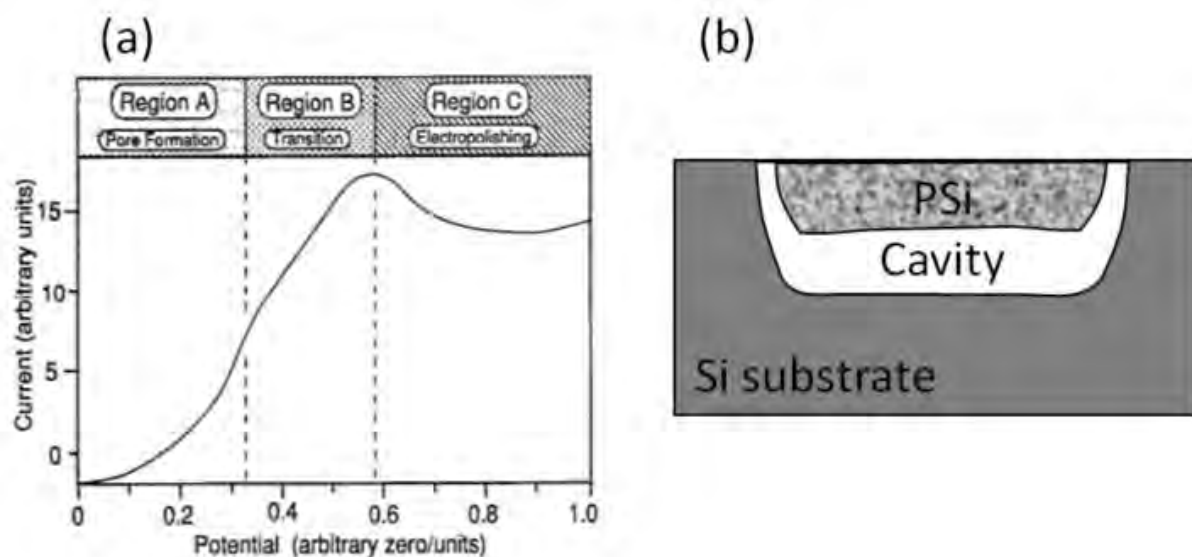 (a)
Region A
Region B
Region C
Pore Formation
Transition
Electropolishing
15
10
5
0
Current (arbitrary units)
0
0.2
0.4
0.6
0.8
1.0
Potential (arbitrary zero/units)
(b)
PSi
Cavity
Si substrate